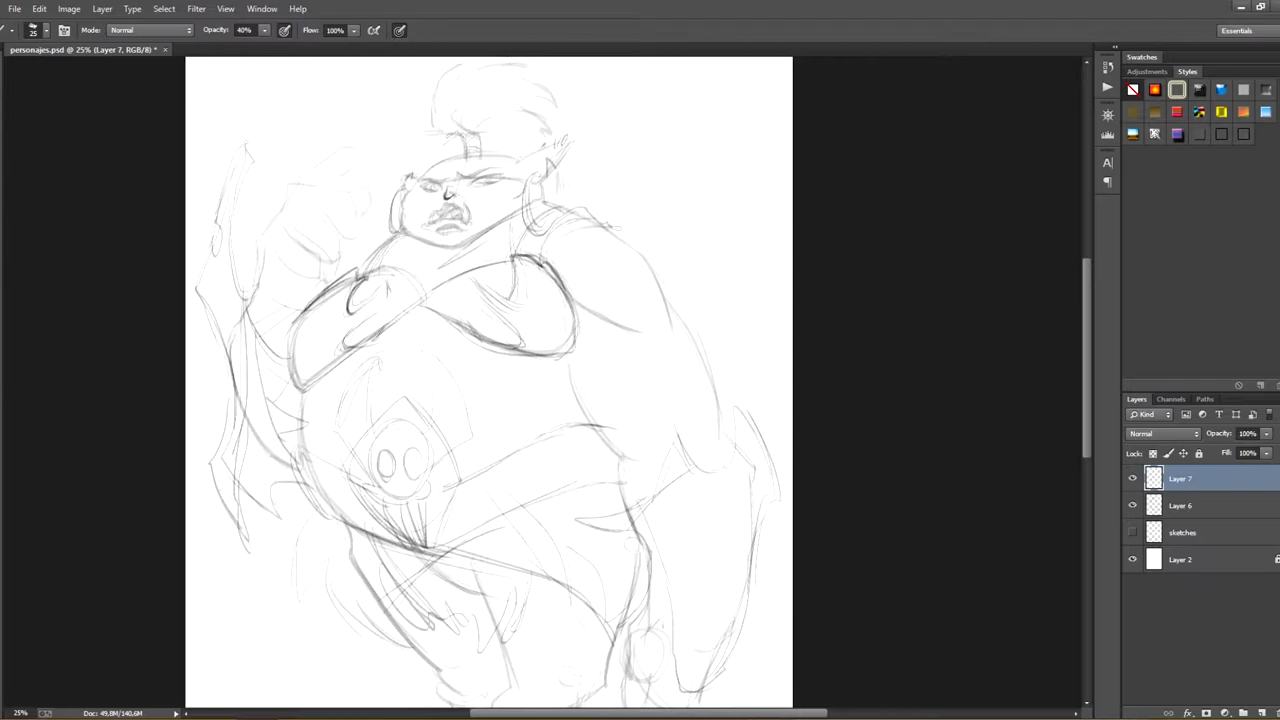 File Edit Image Layer Type Select Filter View Window Help
25 Mode: Normal Opacity: 40% Flow: 100% Essentials
personajes.psd @ 25% (Layer 7, RGB/8) * ×
Swatches
Adjustments Styles
A
Layers Channels Paths
Kind
Normal Opacity: 100%
Lock: Fill: 100%
Layer 7
Layer 6
sketches
Layer 2
fx
25% Doc: 49,8M/140,6M